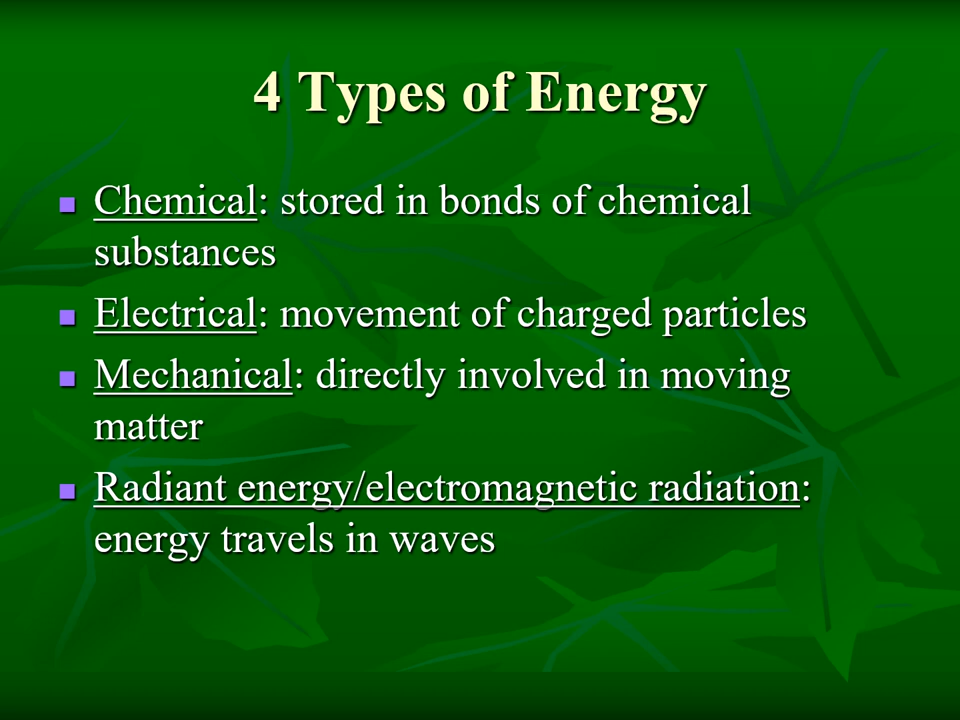 4 Types of Energy
Chemical: stored in bonds of chemical
substances
Electrical: movement of charged particles
Mechanical: directly involved in moving
matter
Radiant energy/electromagnetic radiation:
energy travels in waves